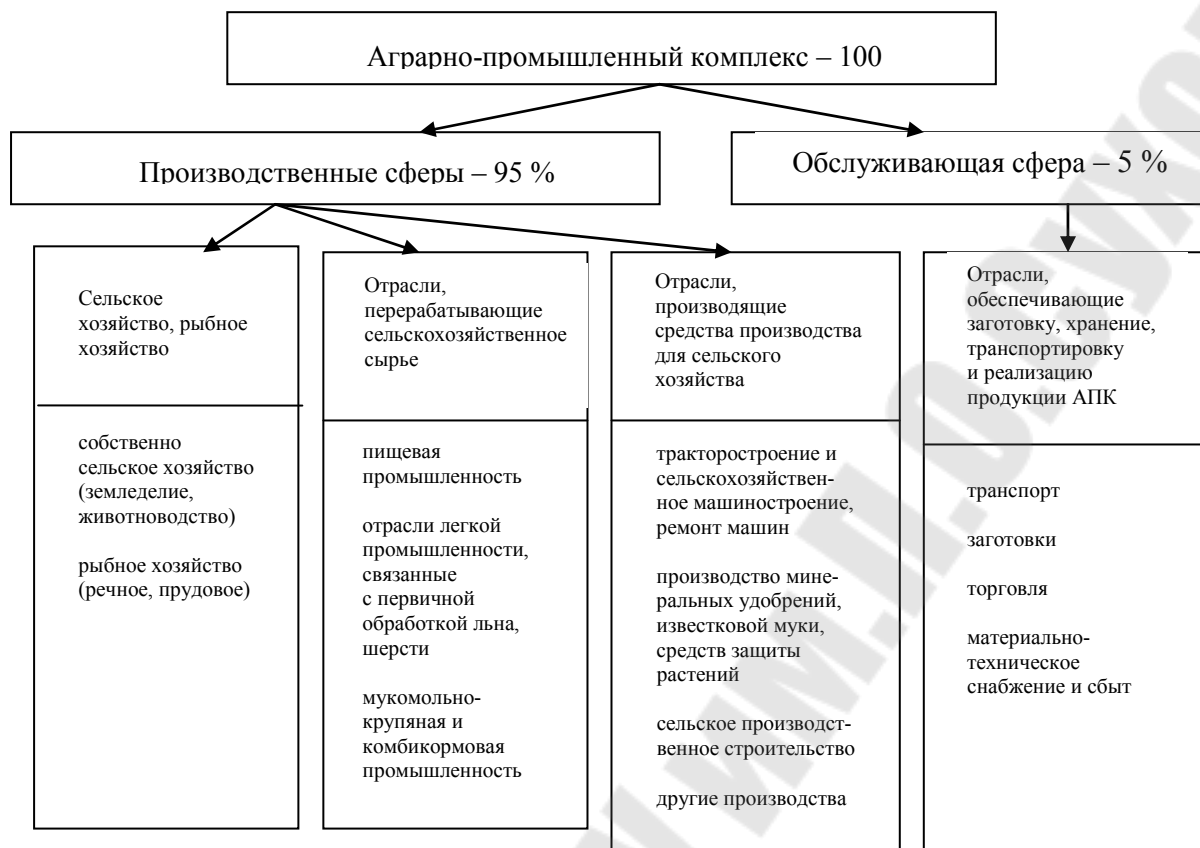 Аграрно-промышленный комплекс – 100
Производственные сферы – 95 %
Обслуживающая сфера – 5 %
Сельское
хозяйство, рыбное
хозяйство
собственно
сельское хозяйство
(земледелие,
животноводство)
рыбное хозяйство
(речное, прудовое)
Отрасли,
перерабатывающие
сельскохозяйственное
сырье
пищевая
промышленность
отрасли легкой
промышленности,
связанные
с первичной
обработкой льна,
шерсти
мукомольно-
крупяная и
комбикормовая
промышленность
Отрасли,
производящие
средства производства
для сельского
хозяйства
тракторостроение и
сельскохозяйствен-
ное машиностроение,
ремонт машин
производство мине-
ральных удобрений,
известковой муки,
средств защиты
растений
сельское производст-
венное строительство
другие производства
Отрасли,
обеспечивающие
заготовку, хранение,
транспортировку
и реализацию
продукции АПК
транспорт
заготовки
торговля
материально-
техническое
снабжение и сбыт